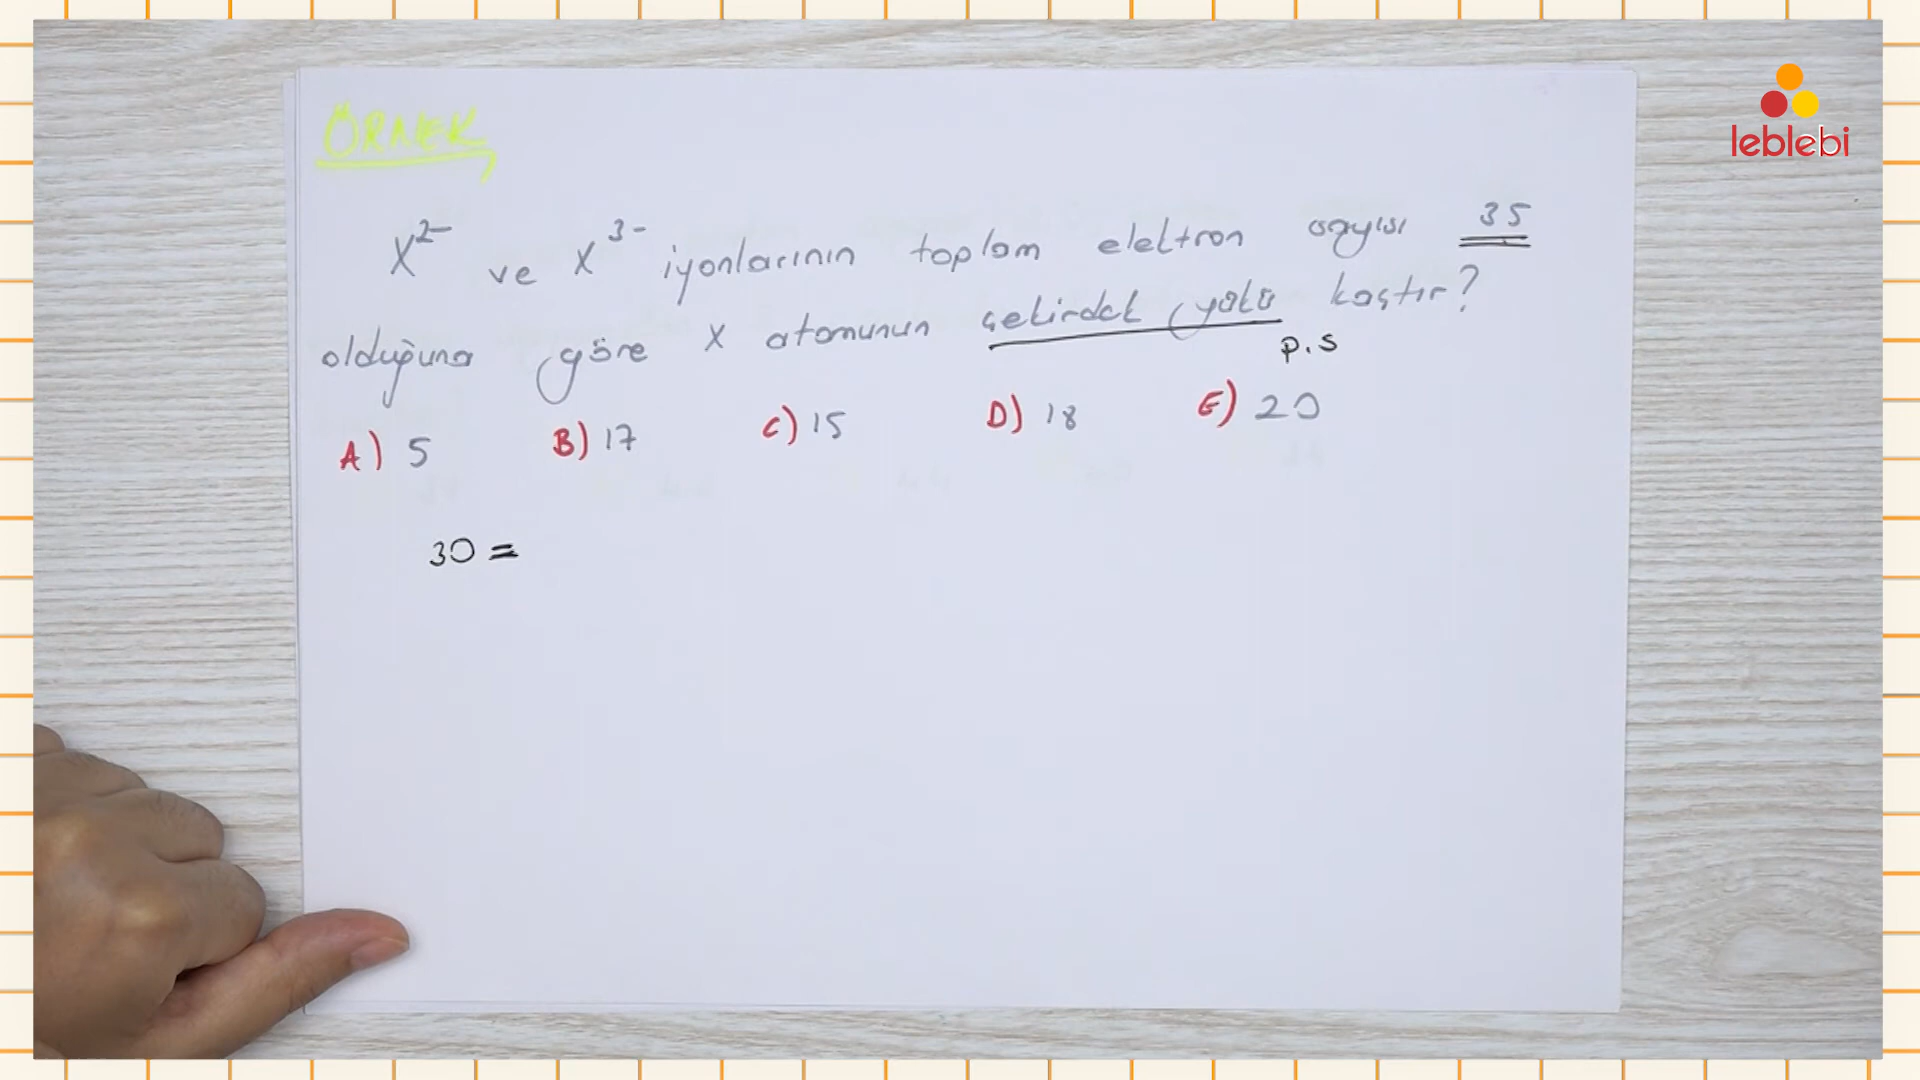 ÖRNEK
leblebi
X²⁻ ve X³⁻ iyonlarının toplam elektron sayısı 35
olduğuna göre X atomunun çekirdek yükü kaçtır?
p.s
A) 5 B) 17 C) 15 D) 18 E) 20
30 =